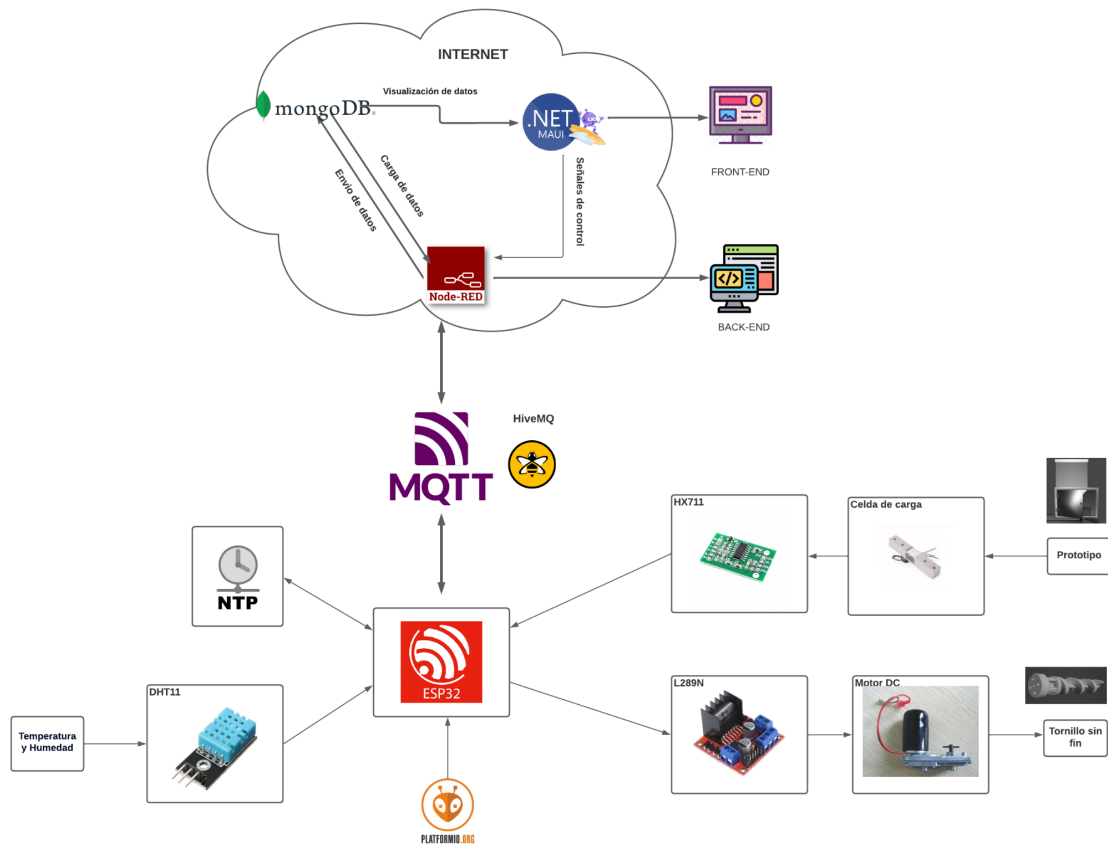 INTERNET
Visualización de datos
mongoDB®
.NET
MAUI
Carga de datos
Envio de datos
Señales de control
FRONT-END
Node-RED
BACK-END
HiveMQ
MQTT
HX711
Celda de carga
Prototipo
NTP
ESP32
DHT11
L289N
Motor DC
Temperatura
y Humedad
Tornillo sin
fin
PLATFORMIO.ORG